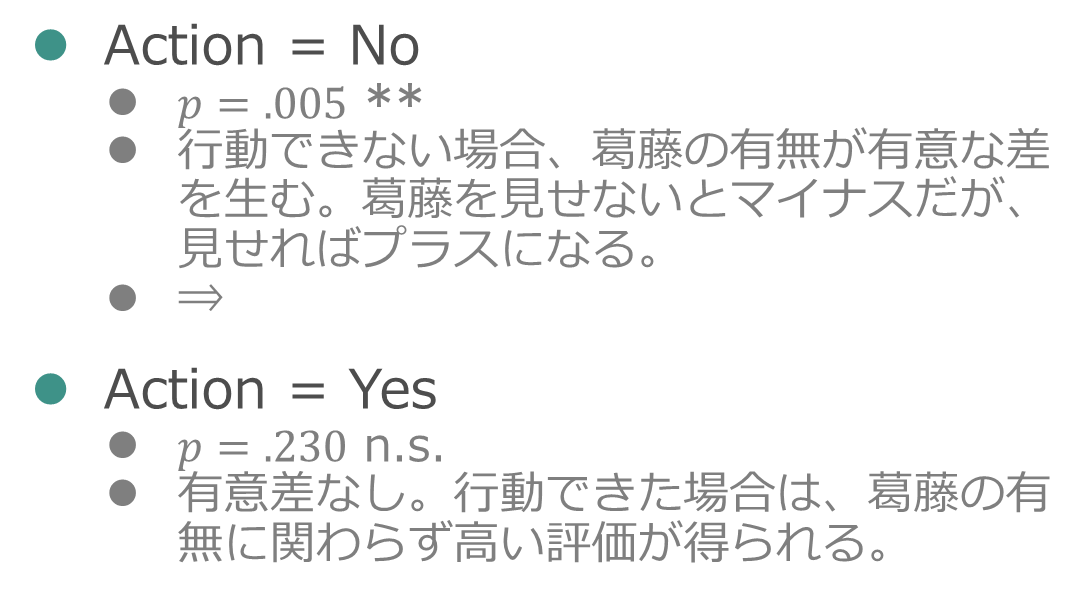 Action = No
p = .005 **
行動できない場合、葛藤の有無が有意な差
を生む。葛藤を見せないとマイナスだが、
見せればプラスになる。
⇒
Action = Yes
p = .230 n.s.
有意差なし。行動できた場合は、葛藤の有
無に関わらず高い評価が得られる。